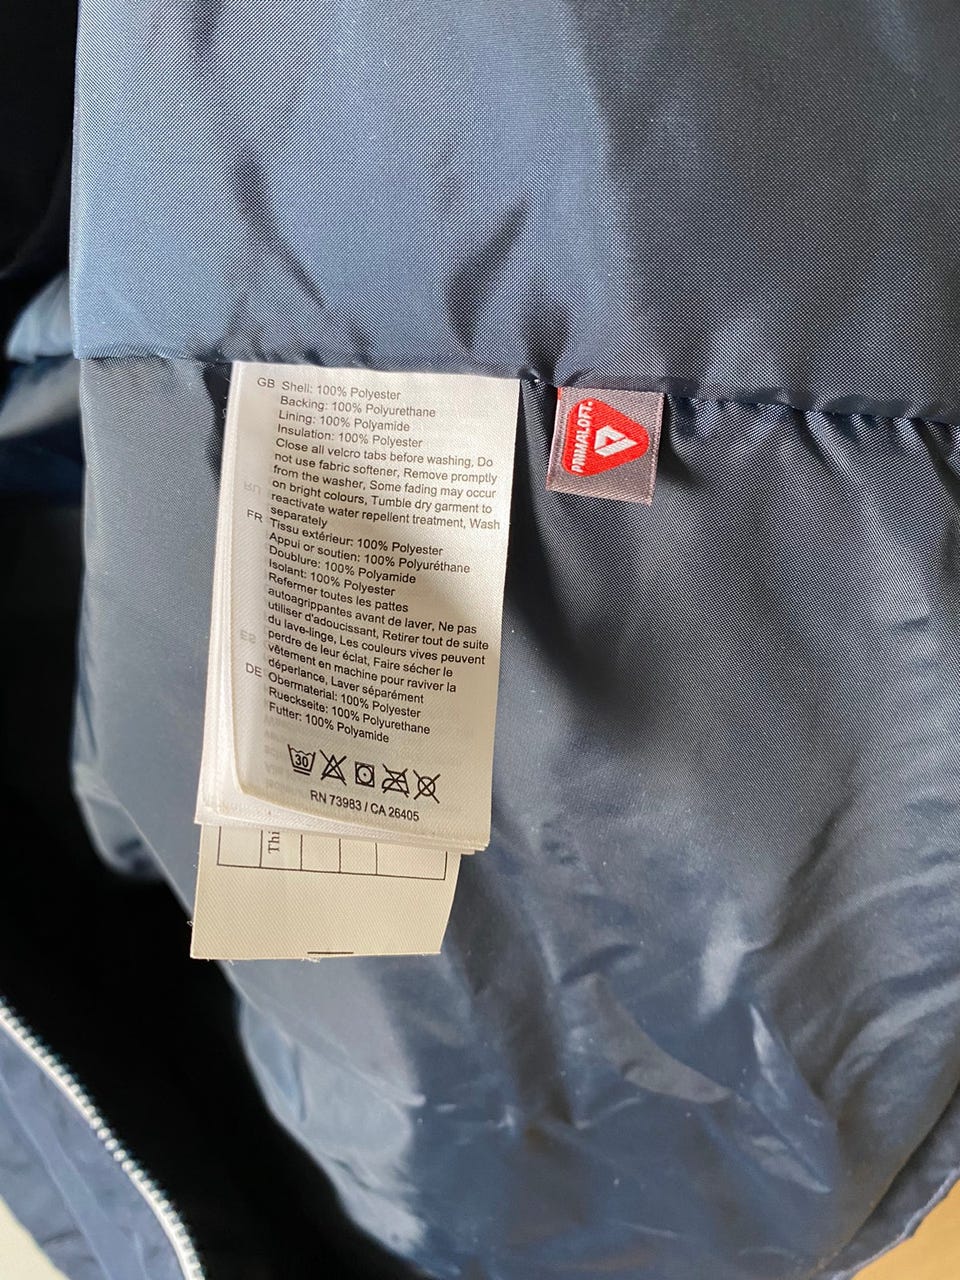 GB Shell: 100% Polyester
Backing: 100% Polyurethane
Lining: 100% Polyamide
Insulation: 100% Polyester
Close all velcro tabs before washing, Do
not use fabric softener, Remove promptly
from the washer, Some fading may occur
on bright colours, Tumble dry garment to
reactivate water repellent treatment, Wash
separately
FR Tissu extérieur: 100% Polyester
Appui or soutien: 100% Polyuréthane
Doublure: 100% Polyamide
Isolant: 100% Polyester
Refermer toutes les pattes
autoagrippantes avant de laver, Ne pas
utiliser d'adoucissant, Retirer tout de suite
du lave-linge, Les couleurs vives peuvent
perdre de leur éclat, Faire sécher le
vêtement en machine pour raviver la
déperlance, Laver séparément
DE Obermaterial: 100% Polyester
Rueckseite: 100% Polyurethane
Futter: 100% Polyamide
30
RN 73983 / CA 26405
PRIMALOFT.